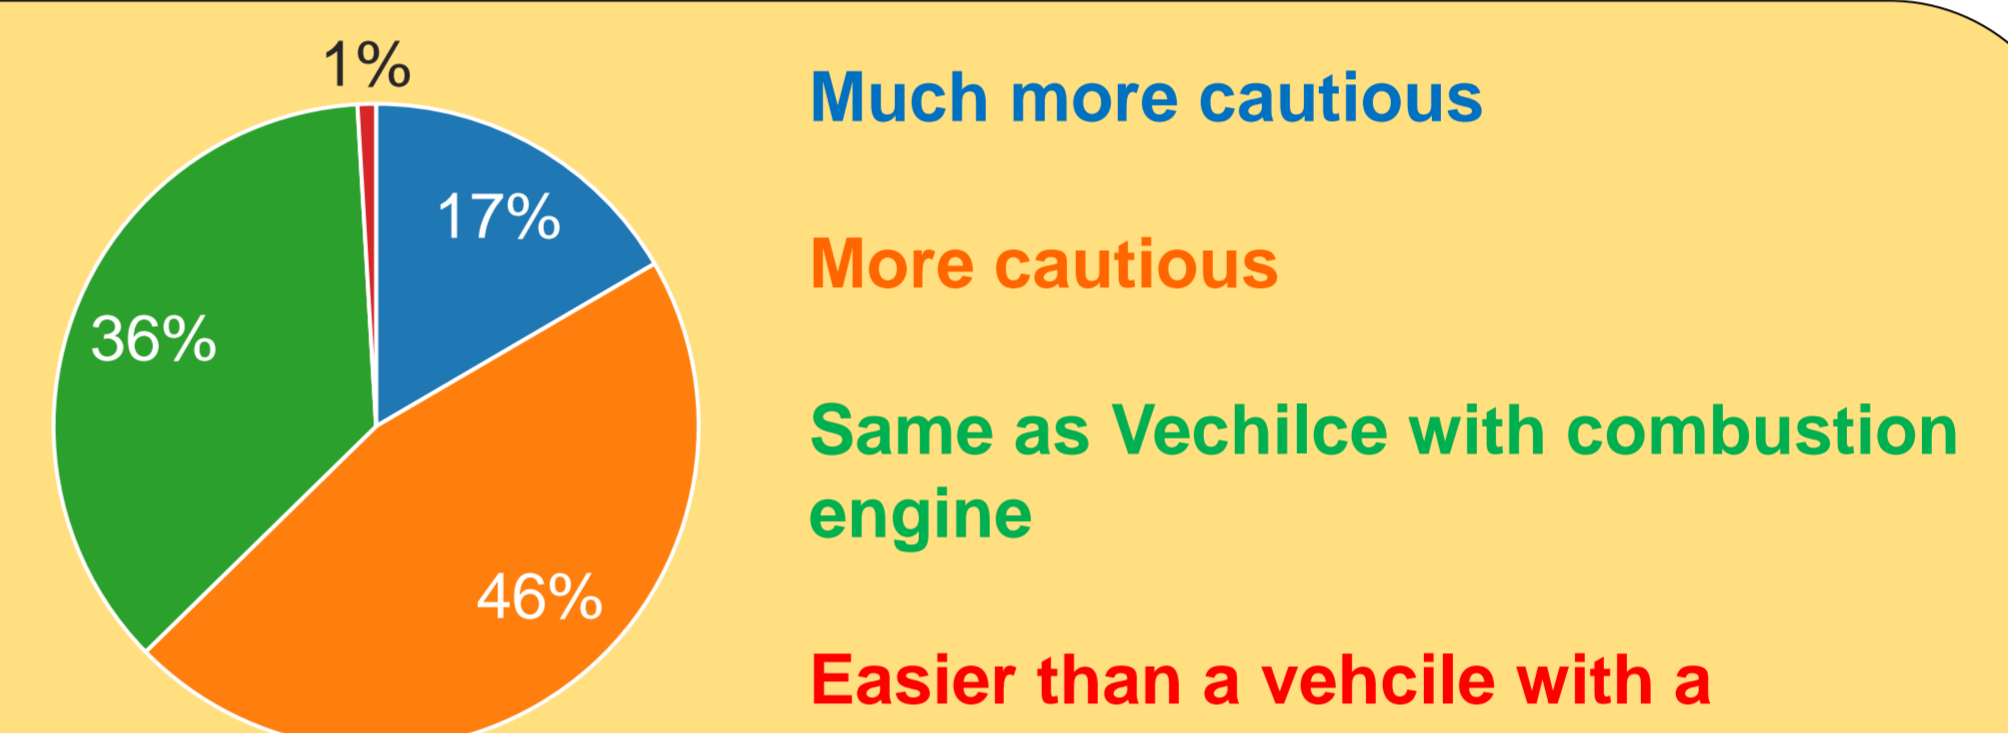 1%
17%
36%
46%
Much more cautious
More cautious
Same as Vechilce with combustion
engine
Easier than a vehcile with a